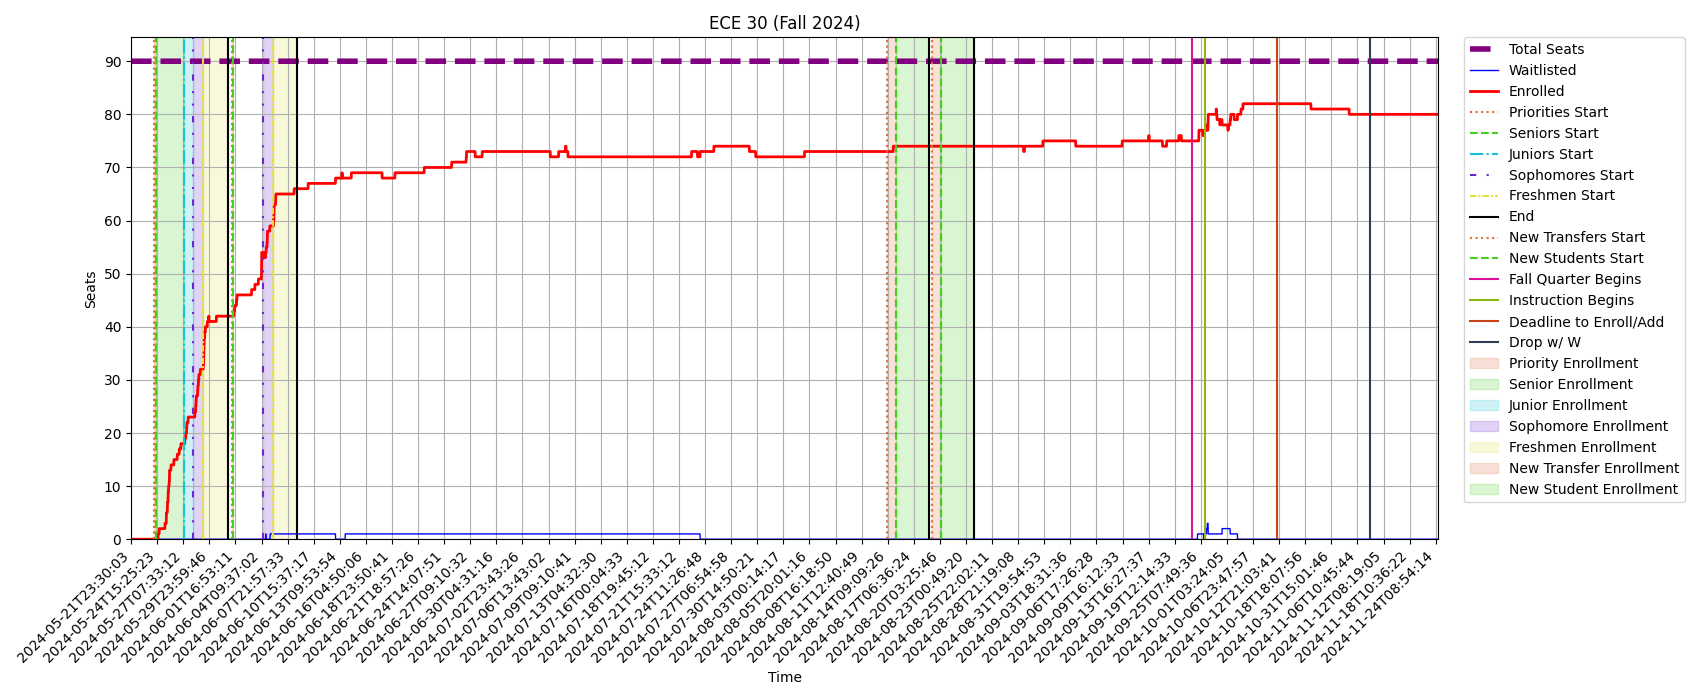 ECE 30 (Fall 2024)
Seats
90
80
70
60
50
40
30
20
10
0
2024-05-21T23:30:03
2024-05-24T15:25:23
2024-05-27T07:33:12
2024-05-29T23:59:46
2024-06-01T16:53:11
2024-06-04T09:37:02
2024-06-07T21:57:33
2024-06-10T15:37:17
2024-06-13T09:53:54
2024-06-16T04:50:06
2024-06-18T23:50:41
2024-06-21T18:57:26
2024-06-24T14:07:51
2024-06-27T09:10:32
2024-06-30T04:31:16
2024-07-02T23:43:26
2024-07-06T13:43:02
2024-07-09T09:10:41
2024-07-13T04:32:30
2024-07-16T00:04:33
2024-07-18T19:45:12
2024-07-21T15:33:12
2024-07-24T11:26:48
2024-07-27T06:54:58
2024-07-30T14:50:21
2024-08-03T00:14:17
2024-08-05T20:01:16
2024-08-08T16:18:50
2024-08-11T12:40:49
2024-08-14T09:09:26
2024-08-17T06:36:24
2024-08-20T03:25:46
2024-08-23T00:49:20
2024-08-25T22:02:11
2024-08-28T21:19:08
2024-08-31T19:54:53
2024-09-03T18:31:36
2024-09-06T17:26:28
2024-09-09T16:12:33
2024-09-13T16:27:37
2024-09-19T12:14:33
2024-09-25T07:49:36
2024-10-01T03:24:05
2024-10-06T23:47:57
2024-10-12T21:03:41
2024-10-18T18:07:56
2024-10-31T15:01:46
2024-11-06T10:45:44
2024-11-12T08:19:05
2024-11-18T10:36:22
2024-11-24T08:54:14
Time
Total Seats
Waitlisted
Enrolled
Priorities Start
Seniors Start
Juniors Start
Sophomores Start
Freshmen Start
End
New Transfers Start
New Students Start
Fall Quarter Begins
Instruction Begins
Deadline to Enroll/Add
Drop w/ W
Priority Enrollment
Senior Enrollment
Junior Enrollment
Sophomore Enrollment
Freshmen Enrollment
New Transfer Enrollment
New Student Enrollment